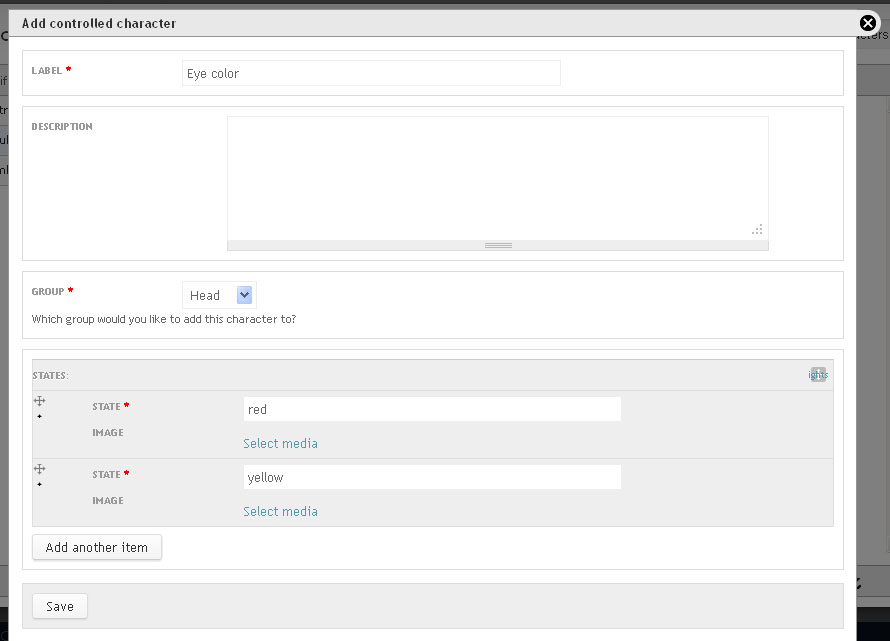 Add controlled character
LABEL *
Eye color
DESCRIPTION
GROUP *
Head
Which group would you like to add this character to?
STATES:
STATE *
red
IMAGE
Select media
STATE *
yellow
IMAGE
Select media
Add another item
Save